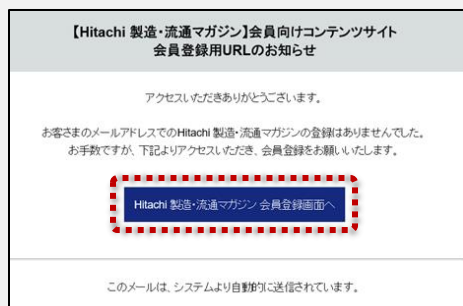 【Hitachi 製造・流通マガジン】会員向けコンテンツサイト
会員登録用URLのお知らせ
アクセスいただきありがとうございます。
お客さまのメールアドレスでのHitachi 製造・流通マガジンの登録はありませんでした。
お手数ですが、下記よりアクセスいただき、会員登録をお願いいたします。
Hitachi 製造・流通マガジン 会員登録画面へ
このメールは、システムより自動的に送信されています。